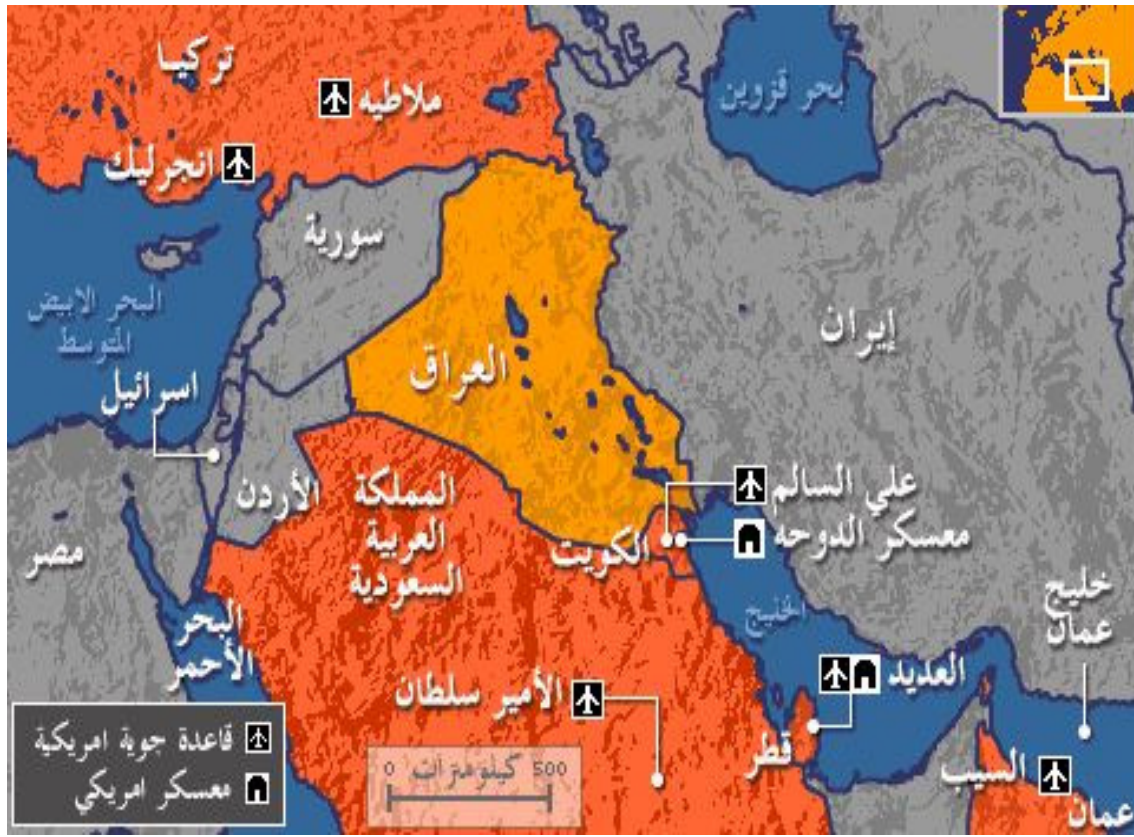 تركيا
ملاطيه
انجرليك
بحر قزوين
سورية
البحر الابيض
المتوسط
اسرائيل
العراق
إيران
الأردن
المملكة
العربية
السعودية
مصر
علي السالم
معسكر الدوحه
الكويت
الخليج
خليج
عمان
البحر
الأحمر
الأمير سلطان
العديد
قطر
السيب
عمان
قاعدة جوية امريكية
معسكر امريكي
0 كيلومترات 500